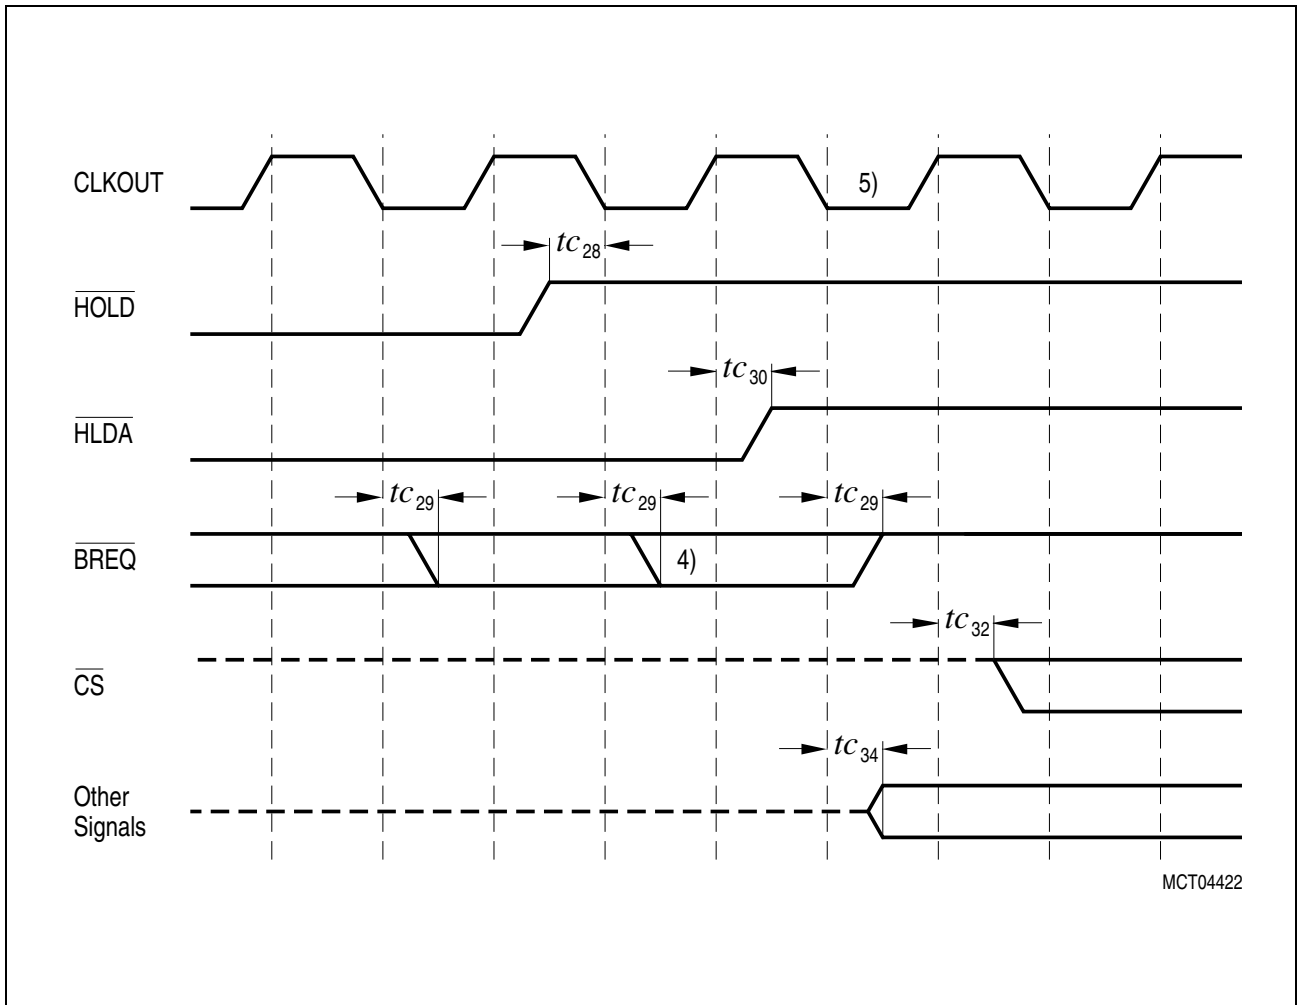 CLKOUT
5)
tc28
HOLD
tc30
HLDA
tc29 tc29 tc29
BREQ
4)
tc32
CS
tc34
Other
Signals
MCT04422